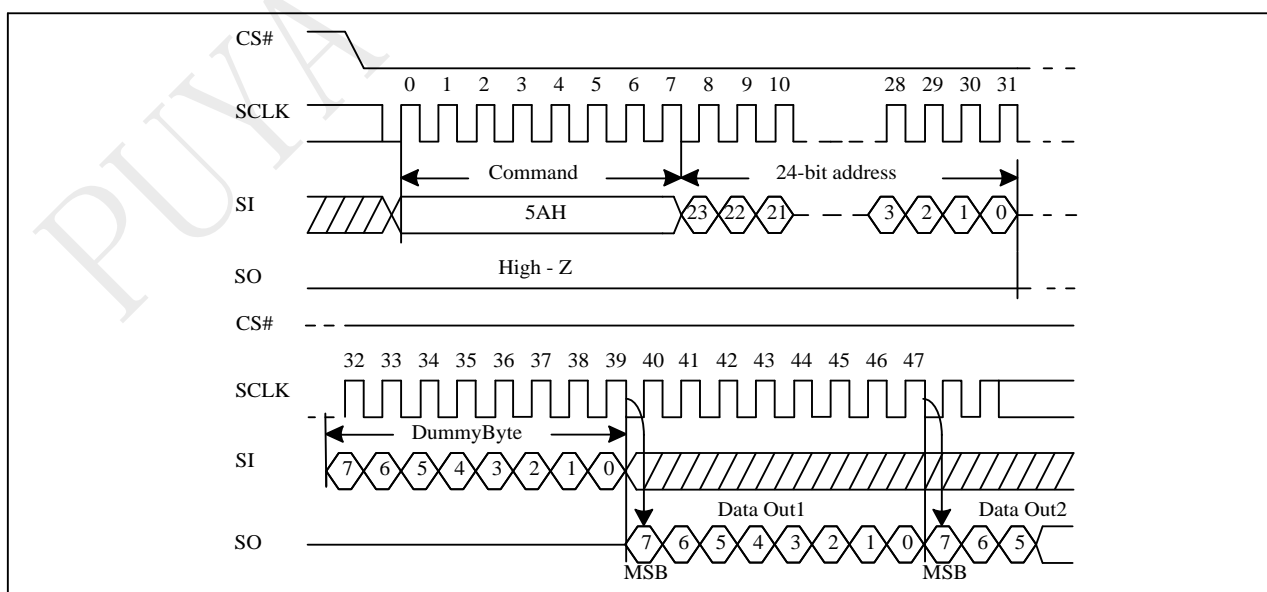 PUYA
CS#
0 1 2 3 4 5 6 7 8 9 10 28 29 30 31
SCLK
Command 24-bit address
SI 5AH 23 22 21 3 2 1 0
High - Z
SO
CS#
32 33 34 35 36 37 38 39 40 41 42 43 44 45 46 47
SCLK
DummyByte
SI 7 6 5 4 3 2 1 0
Data Out1 Data Out2
SO 7 6 5 4 3 2 1 0 7 6 5
MSB MSB